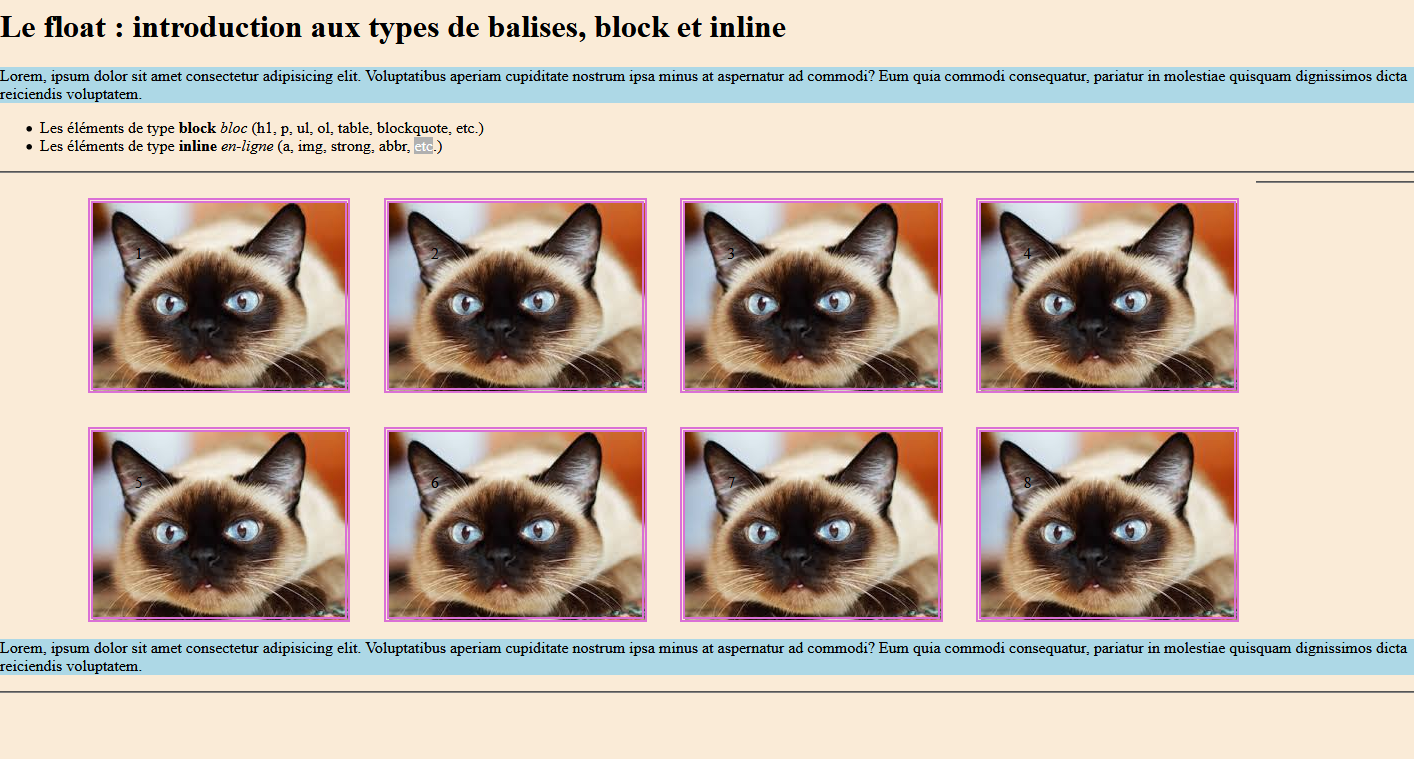 Le float : introduction aux types de balises, block et inline
Lorem, ipsum dolor sit amet consectetur adipisicing elit. Voluptatibus aperiam cupiditate nostrum ipsa minus at aspernatur ad commodi? Eum quia commodi consequatur, pariatur in molestiae quisquam dignissimos dicta
reiciendis voluptatem.
• Les éléments de type block bloc (h1, p, ul, ol, table, blockquote, etc.)
• Les éléments de type inline en-ligne (a, img, strong, abbr, etc.)
1 2 3 4
5 6 7 8
Lorem, ipsum dolor sit amet consectetur adipisicing elit. Voluptatibus aperiam cupiditate nostrum ipsa minus at aspernatur ad commodi? Eum quia commodi consequatur, pariatur in molestiae quisquam dignissimos dicta
reiciendis voluptatem.